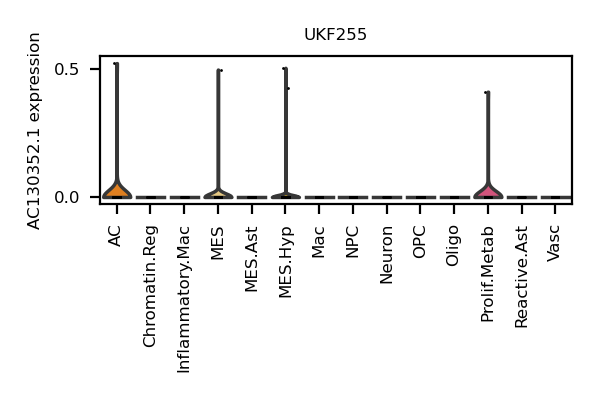 UKF255
AC130352.1 expression
0.5
0.0
AC
Chromatin.Reg
Inflammatory.Mac
MES
MES.Ast
MES.Hyp
Mac
NPC
Neuron
OPC
Oligo
Prolif.Metab
Reactive.Ast
Vasc